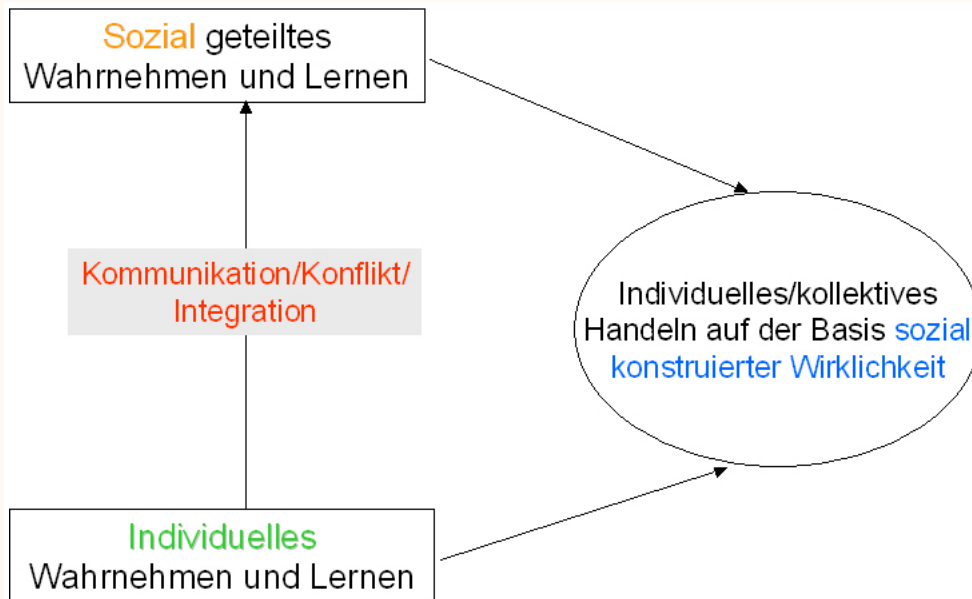 Sozial geteiltes
Wahrnehmen und Lernen
Kommunikation/Konflikt/
Integration
Individuelles/kollektives
Handeln auf der Basis sozial
konstruierter Wirklichkeit
Individuelles
Wahrnehmen und Lernen